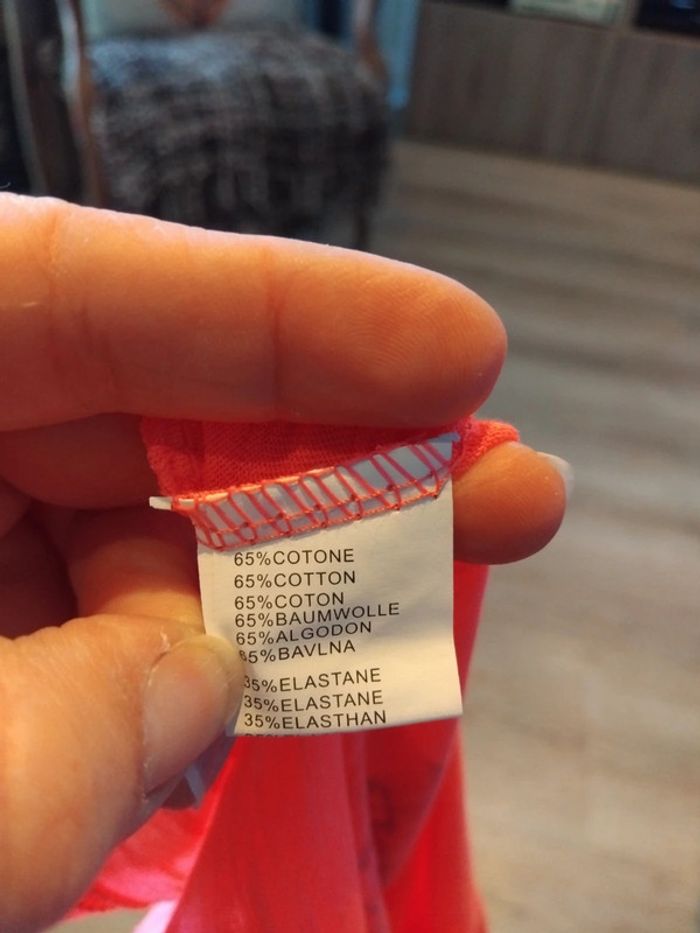 65%COTONE
65%COTTON
65%COTON
65%BAUMWOLLE
65%ALGODON
65%BAVLNA
35%ELASTANE
35%ELASTANE
35%ELASTHAN